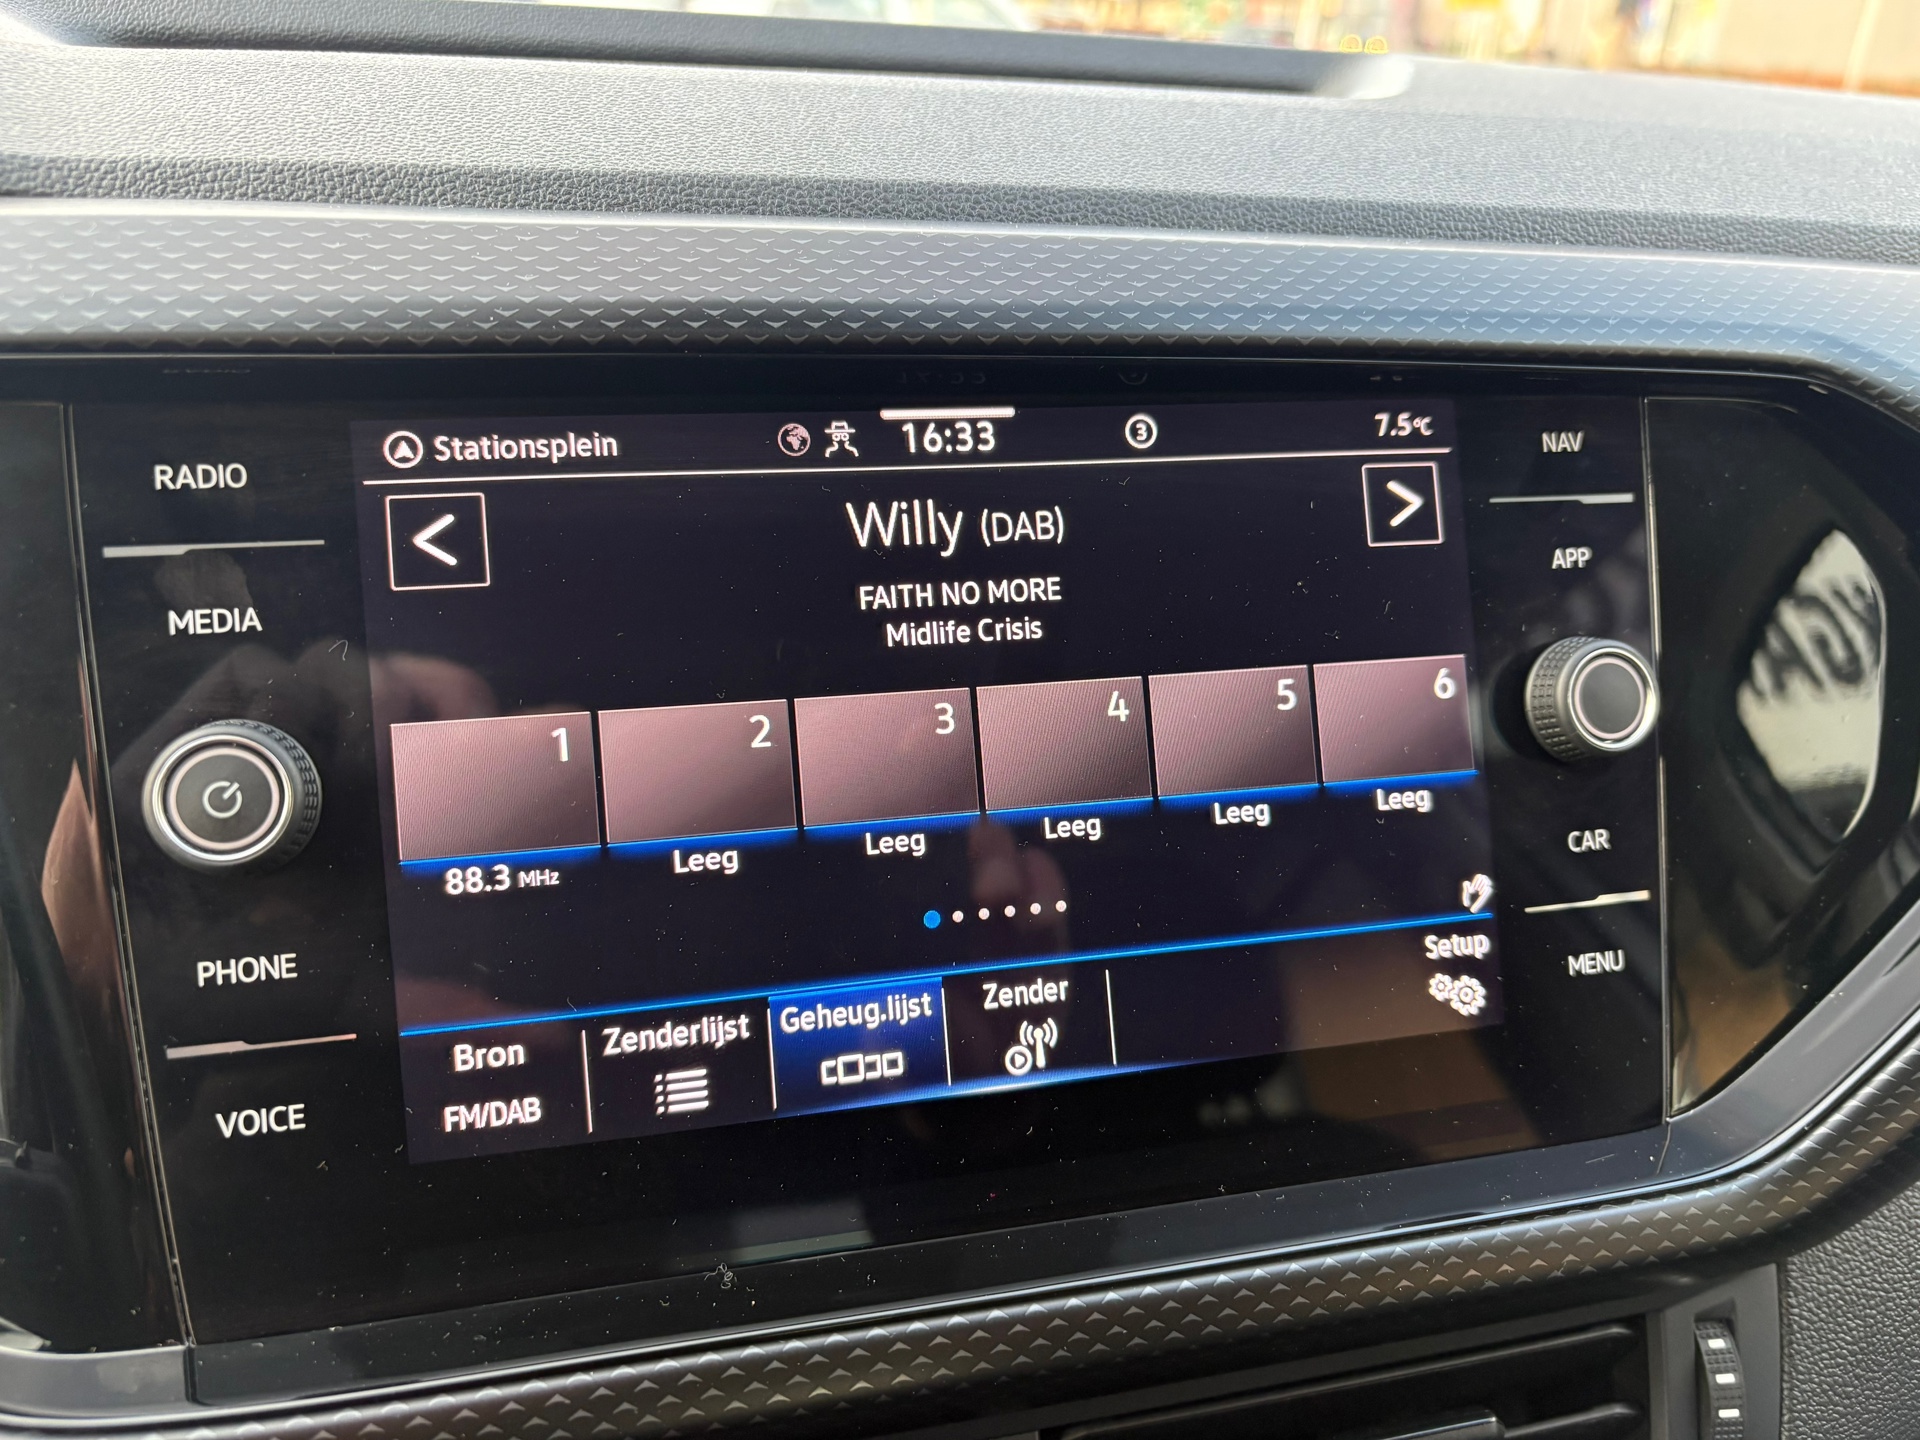 RADIO
MEDIA
PHONE
VOICE
Stationsplein
16:33
3
7.5°C
Willy (DAB)
FAITH NO MORE
Midlife Crisis
1
2
3
4
5
6
88.3 MHz
Leeg
Leeg
Leeg
Leeg
Leeg
Bron
FM/DAB
Zenderlijst
Geheug.lijst
Zender
Setup
NAV
APP
CAR
MENU